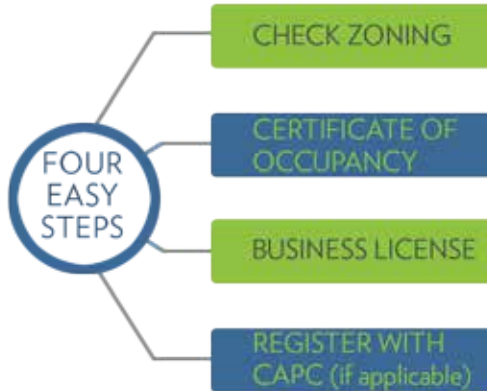 FOUR
EASY
STEPS
CHECK ZONING
CERTIFICATE OF
OCCUPANCY
BUSINESS LICENSE
REGISTER WITH
CAPC (if applicable)